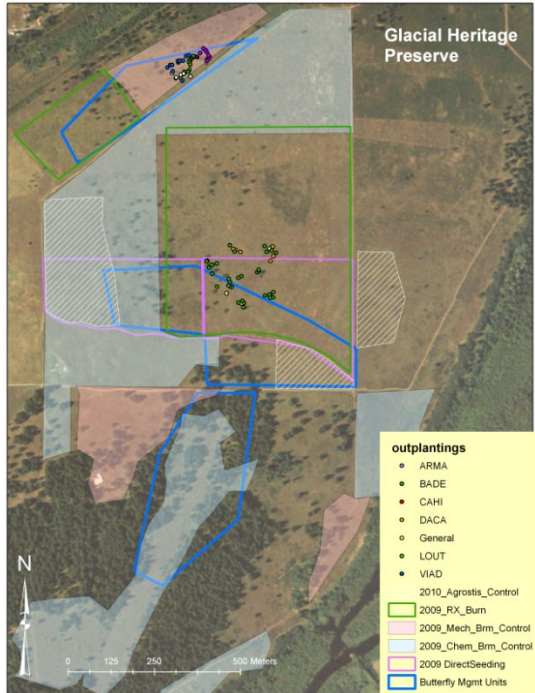 Glacial Heritage
Preserve
outplantings
ARMA
BADE
CAHI
DACA
General
LOUT
VIAD
2010_Agrostis_Control
2009_RX_Burn
2009_Mech_Brm_Control
2009_Chem_Brm_Control
2009 DirectSeeding
Butterfly Mgmt Units
N
0 125 250 500 Meters